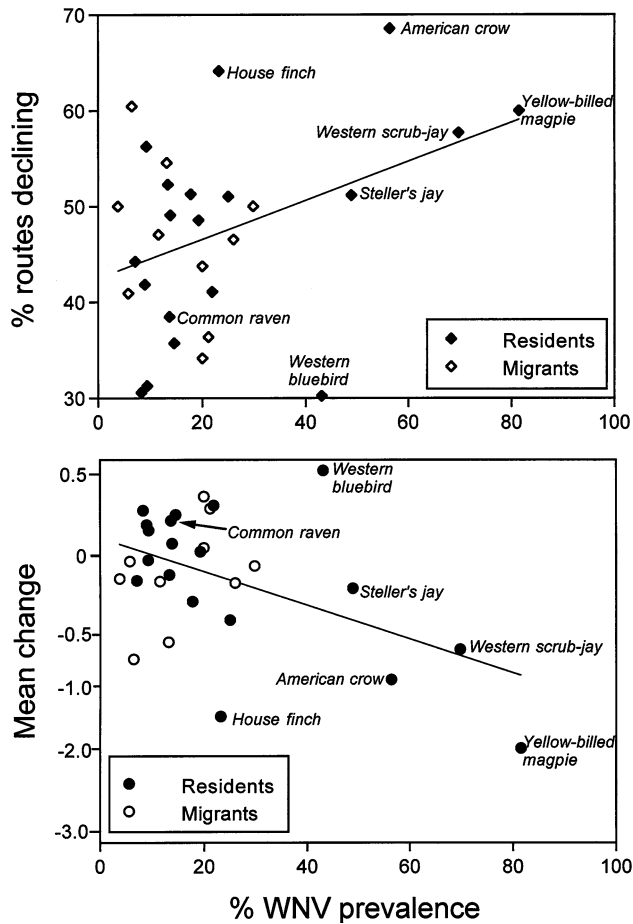 70
60
50
40
30
% routes declining
American crow
House finch
Yellow-billed
magpie
Western scrub-jay
Steller's jay
Common raven
Western
bluebird
Residents
Migrants
0 20 40 60 80 100
0.5
0
-0.5
-1.0
-2.0
-3.0
Mean change
Western
bluebird
Common raven
Steller's jay
Western scrub-jay
American crow
House finch
Yellow-billed
magpie
Residents
Migrants
0 20 40 60 80 100
% WNV prevalence